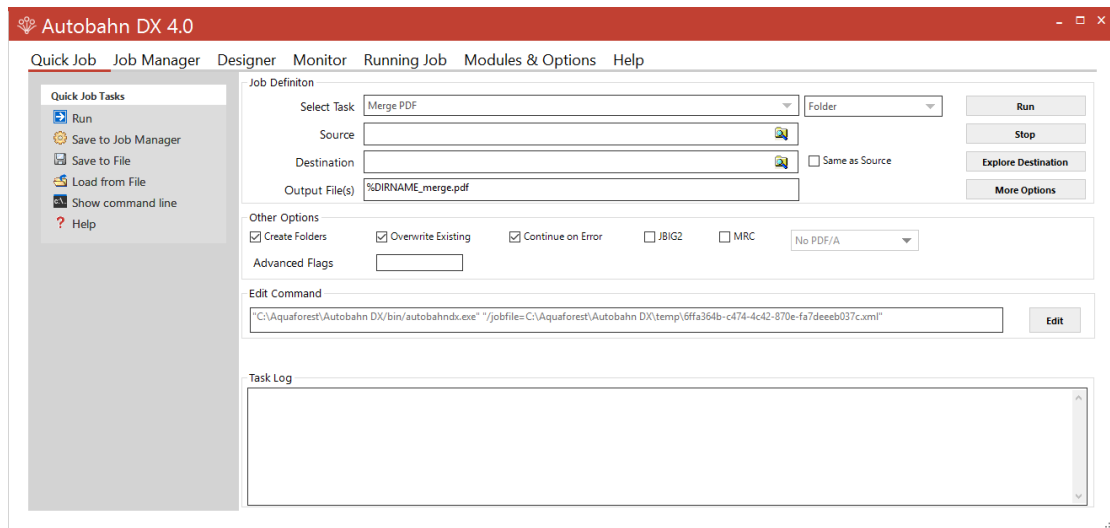 Autobahn DX 4.0
Quick Job Job Manager Designer Monitor Running Job Modules & Options Help
Quick Job Tasks
Run
Save to Job Manager
Save to File
Load from File
Show command line
Help
Job Definiton
Select Task Merge PDF Folder Run
Source Stop
Destination Same as Source Explore Destination
Output File(s) %DIRNAME_merge.pdf More Options
Other Options
Create Folders Overwrite Existing Continue on Error JBIG2 MRC No PDF/A
Advanced Flags
Edit Command
"C:\Aquaforest\Autobahn DX/bin/autobahndx.exe" "/jobfile=C:\Aquaforest\Autobahn DX\temp\6ffa364b-c474-4c42-870e-fa7deeeb037c.xml" Edit
Task Log